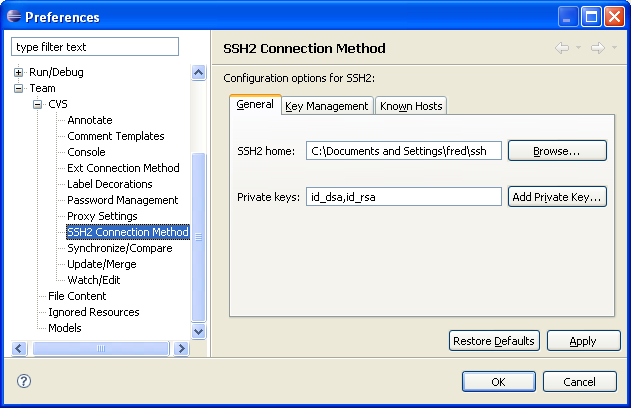 Preferences
type filter text
Run/Debug
Team
CVS
Annotate
Comment Templates
Console
Ext Connection Method
Label Decorations
Password Management
Proxy Settings
SSH2 Connection Method
Synchronize/Compare
Update/Merge
Watch/Edit
File Content
Ignored Resources
Models
SSH2 Connection Method
Configuration options for SSH2:
General Key Management Known Hosts
SSH2 home: C:\Documents and Settings\fred\ssh Browse...
Private keys: id_dsa,id_rsa Add Private Key...
Restore Defaults Apply
? OK Cancel